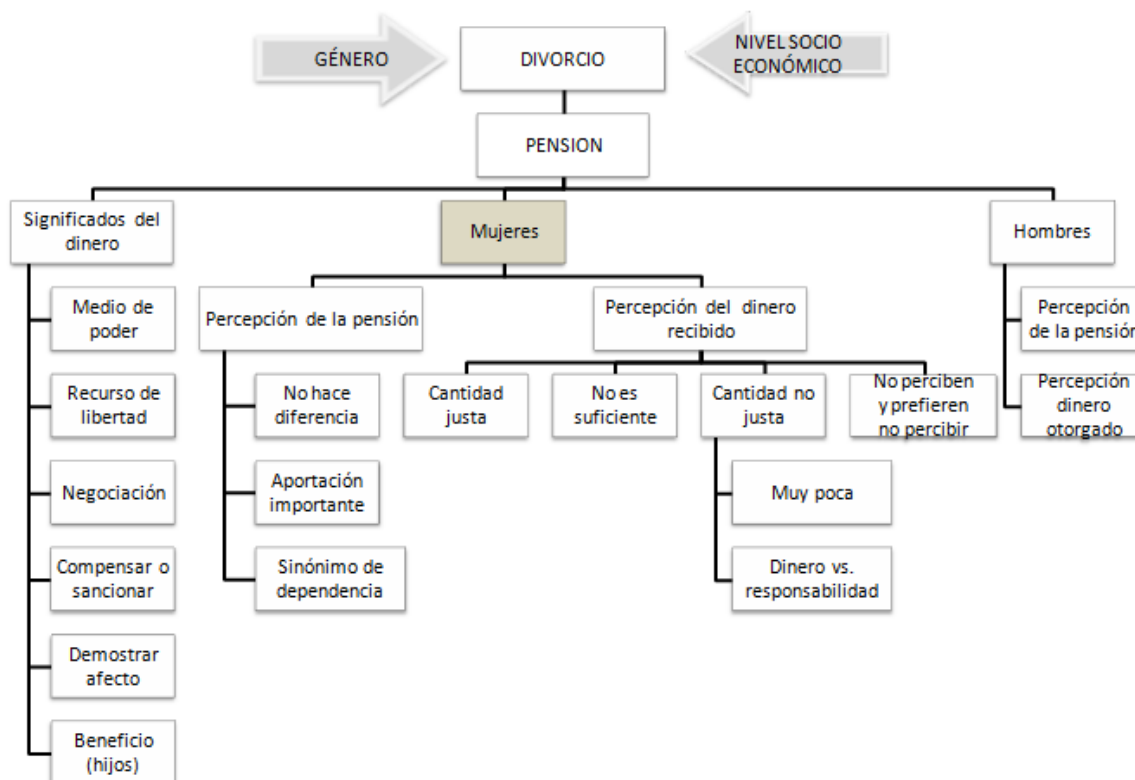 GÉNERO
DIVORCIO
NIVEL SOCIO
ECONÓMICO
PENSION
Significados del
dinero
Mujeres
Hombres
Medio de
poder
Percepción de la pensión
Percepción del dinero
recibido
Percepción
de la pensión
Recurso de
libertad
No hace
diferencia
Cantidad
justa
No es
suficiente
Cantidad no
justa
No perciben
y prefieren
no percibir
Percepción
dinero
otorgado
Negociación
Aportación
importante
Muy poca
Compensar o
sancionar
Sinónimo de
dependencia
Dinero vs.
responsabilidad
Demostrar
afecto
Beneficio
(hijos)